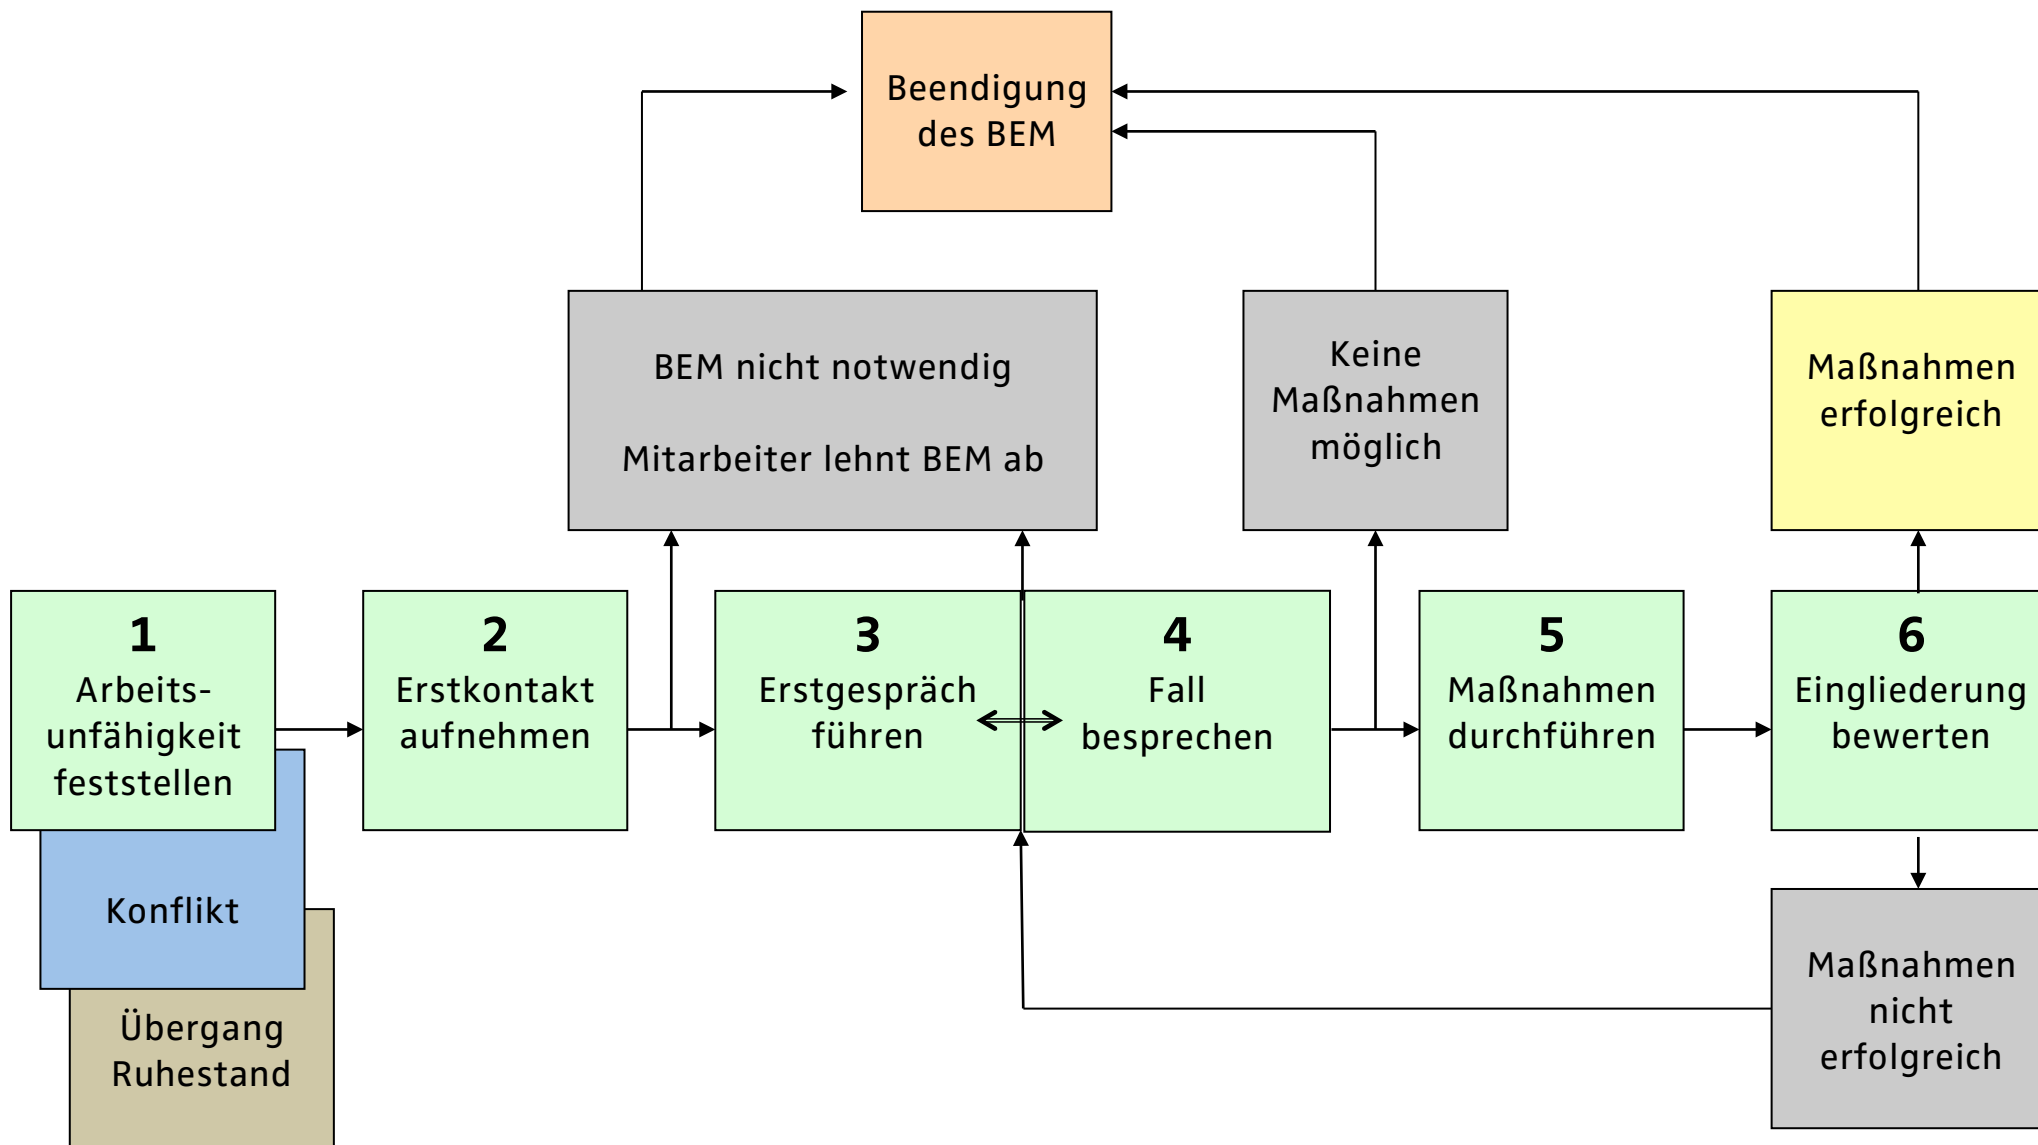 Beendigung
des BEM
BEM nicht notwendig
Mitarbeiter lehnt BEM ab
Keine
Maßnahmen
möglich
Maßnahmen
erfolgreich
1
Arbeits-
unfähigkeit
feststellen
2
Erstkontakt
aufnehmen
3
Erstgespräch
führen
4
Fall
besprechen
5
Maßnahmen
durchführen
6
Eingliederung
bewerten
Konflikt
Übergang
Ruhestand
Maßnahmen
nicht
erfolgreich